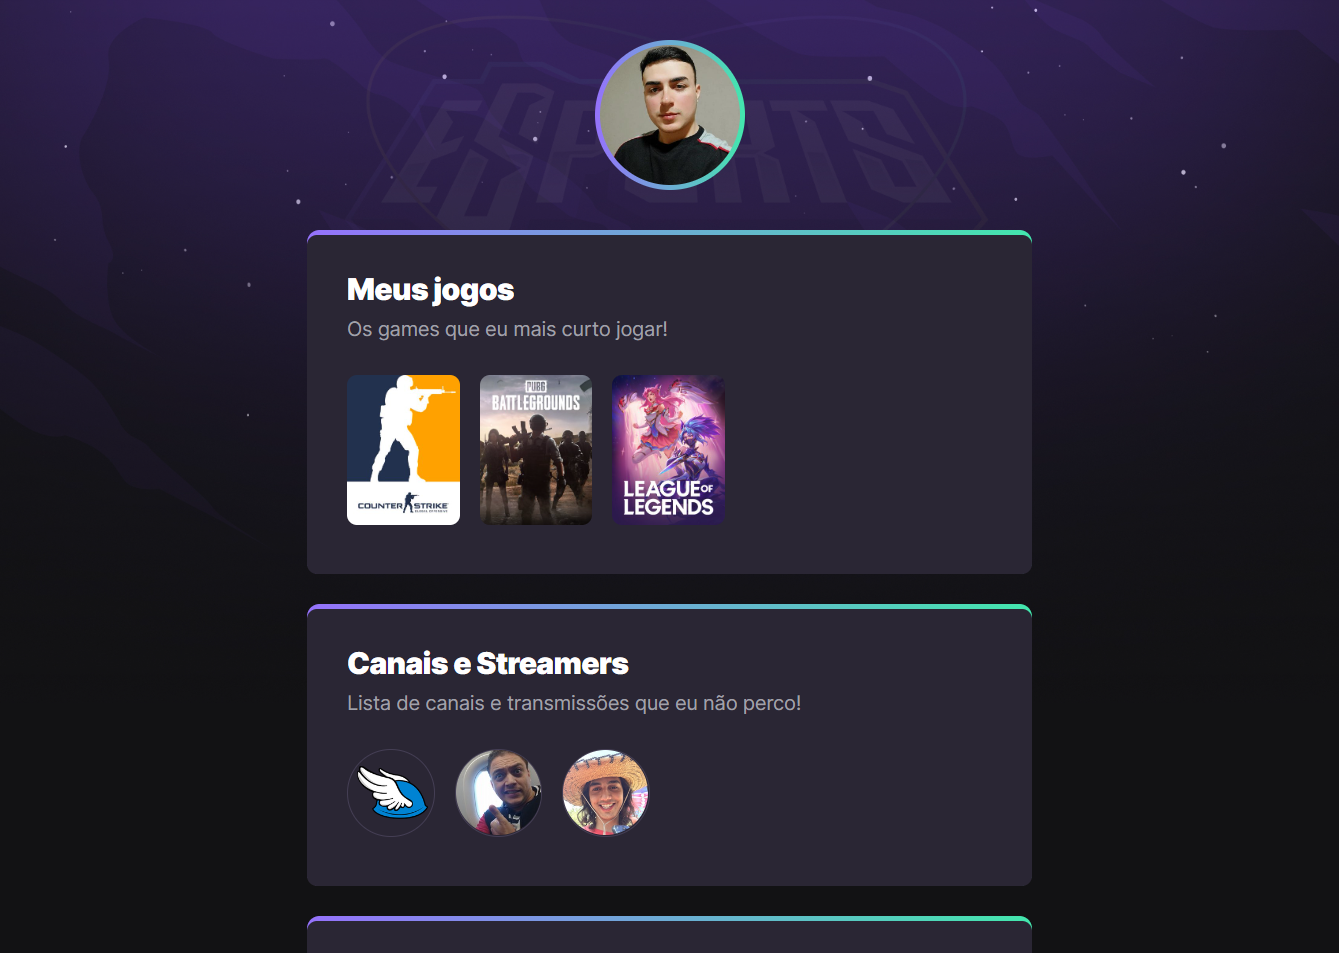 ESPORTS
Meus jogos
Os games que eu mais curto jogar!
COUNTER STRIKE
PUBG
BATTLEGROUNDS
LEAGUE OF
LEGENDS
Canais e Streamers
Lista de canais e transmissões que eu não perco!